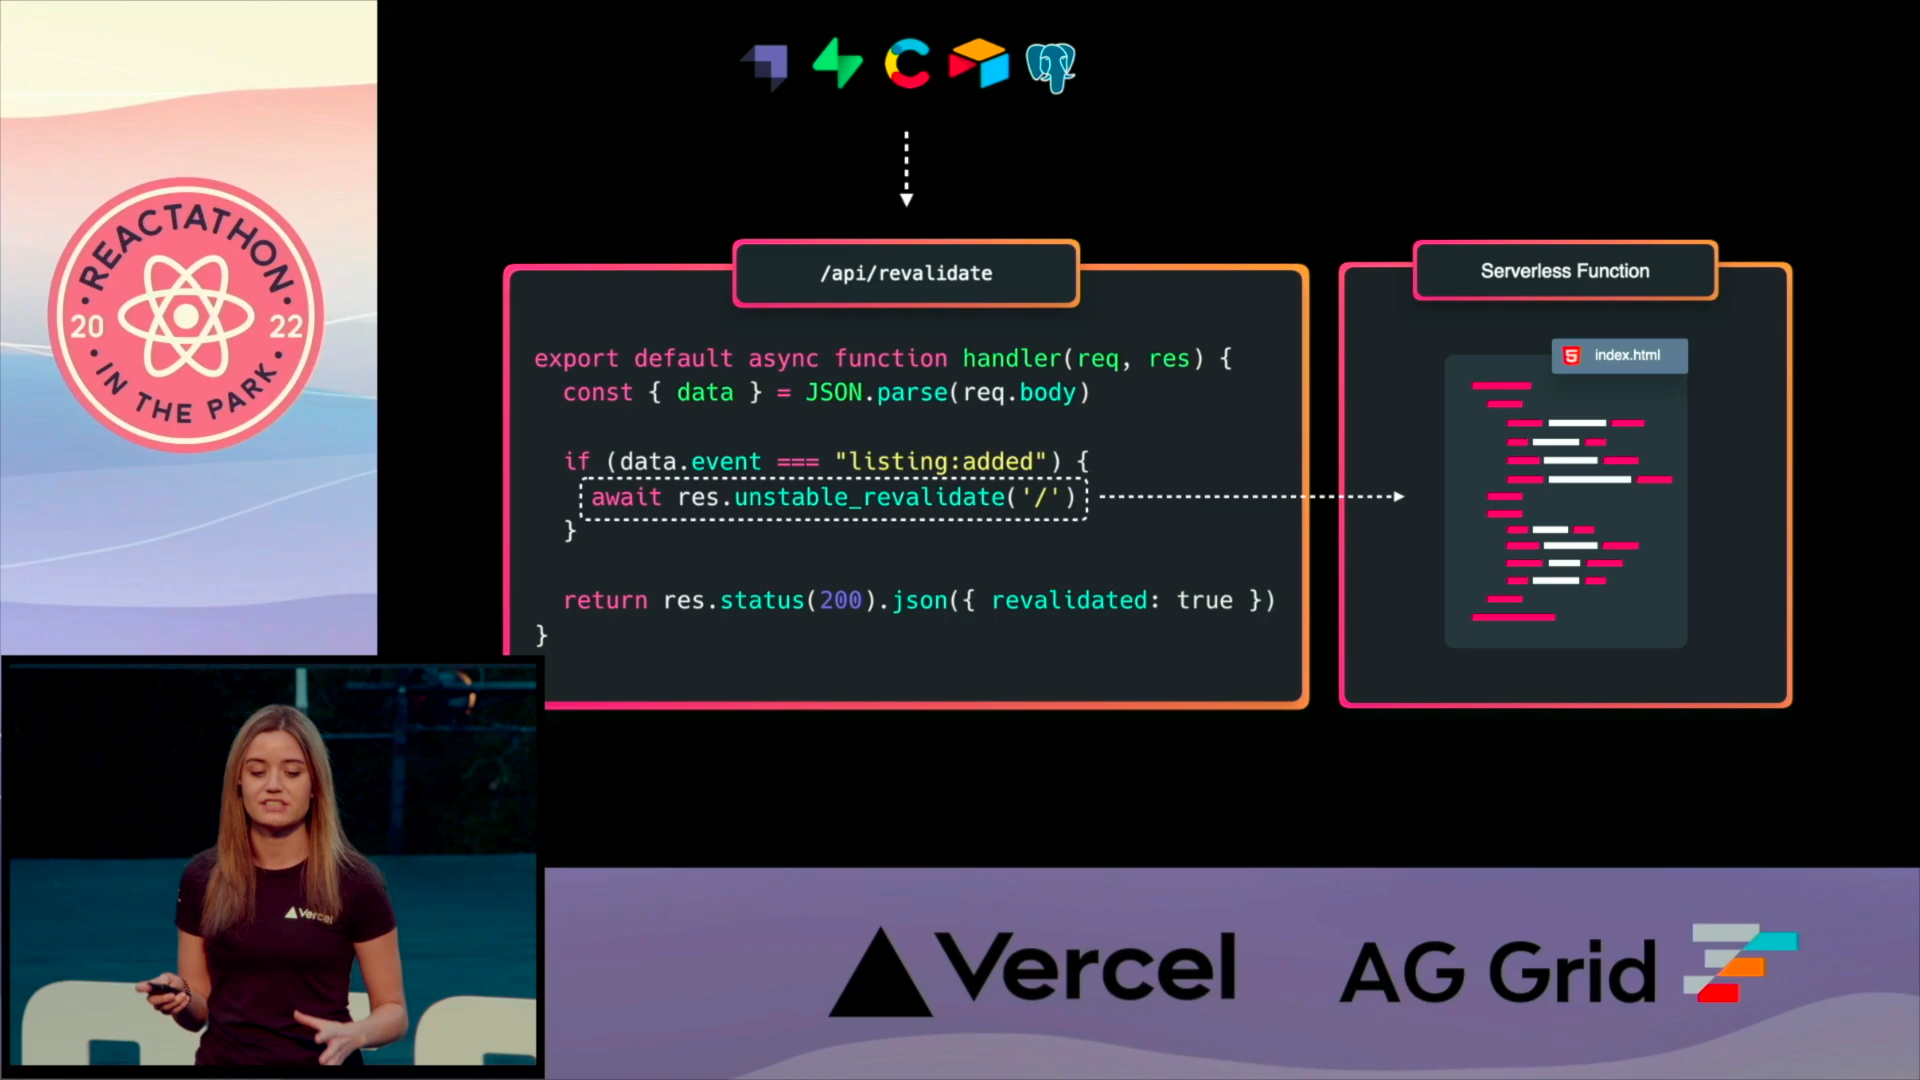 REACTATHON
20 22
IN THE PARK
/api/revalidate
export default async function handler(req, res) {
const { data } = JSON.parse(req.body)
if (data.event === "listing:added") {
await res.unstable_revalidate('/')
}
return res.status(200).json({ revalidated: true })
}
Serverless Function
5 index.html
Vercel
Vercel
AG Grid